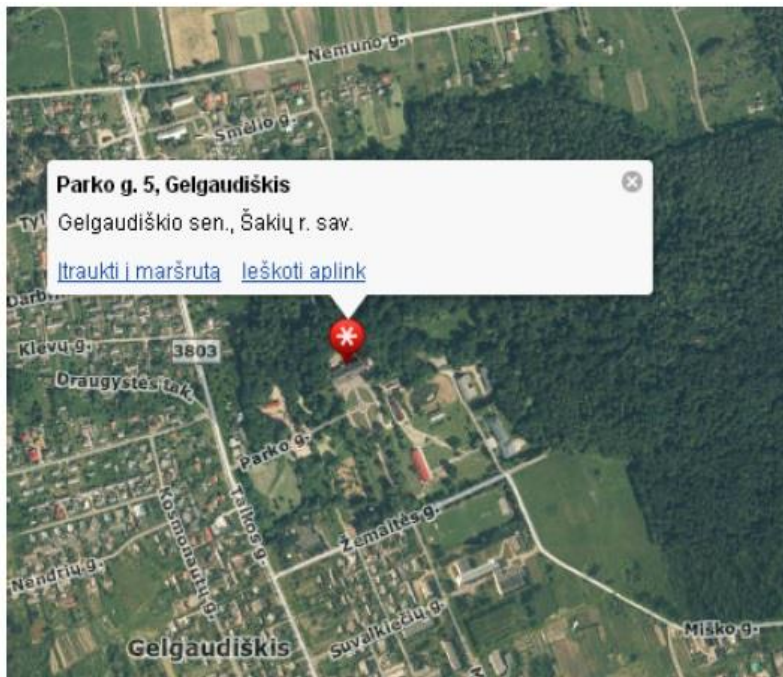 Nemuno g.
Smėlio g.
Parko g. 5, Gelgaudiškis
Gelgaudiškio sen., Šakių r. sav.
Įtraukti į maršrutą Ieškoti aplink
Klevų g.
3803
Draugystės tak.
Parko g.
Taikos g.
Kosmonautų g.
Žemaitės g.
Nendrių g.
Suvalkiečių g.
Miško g.
Gelgaudiškis